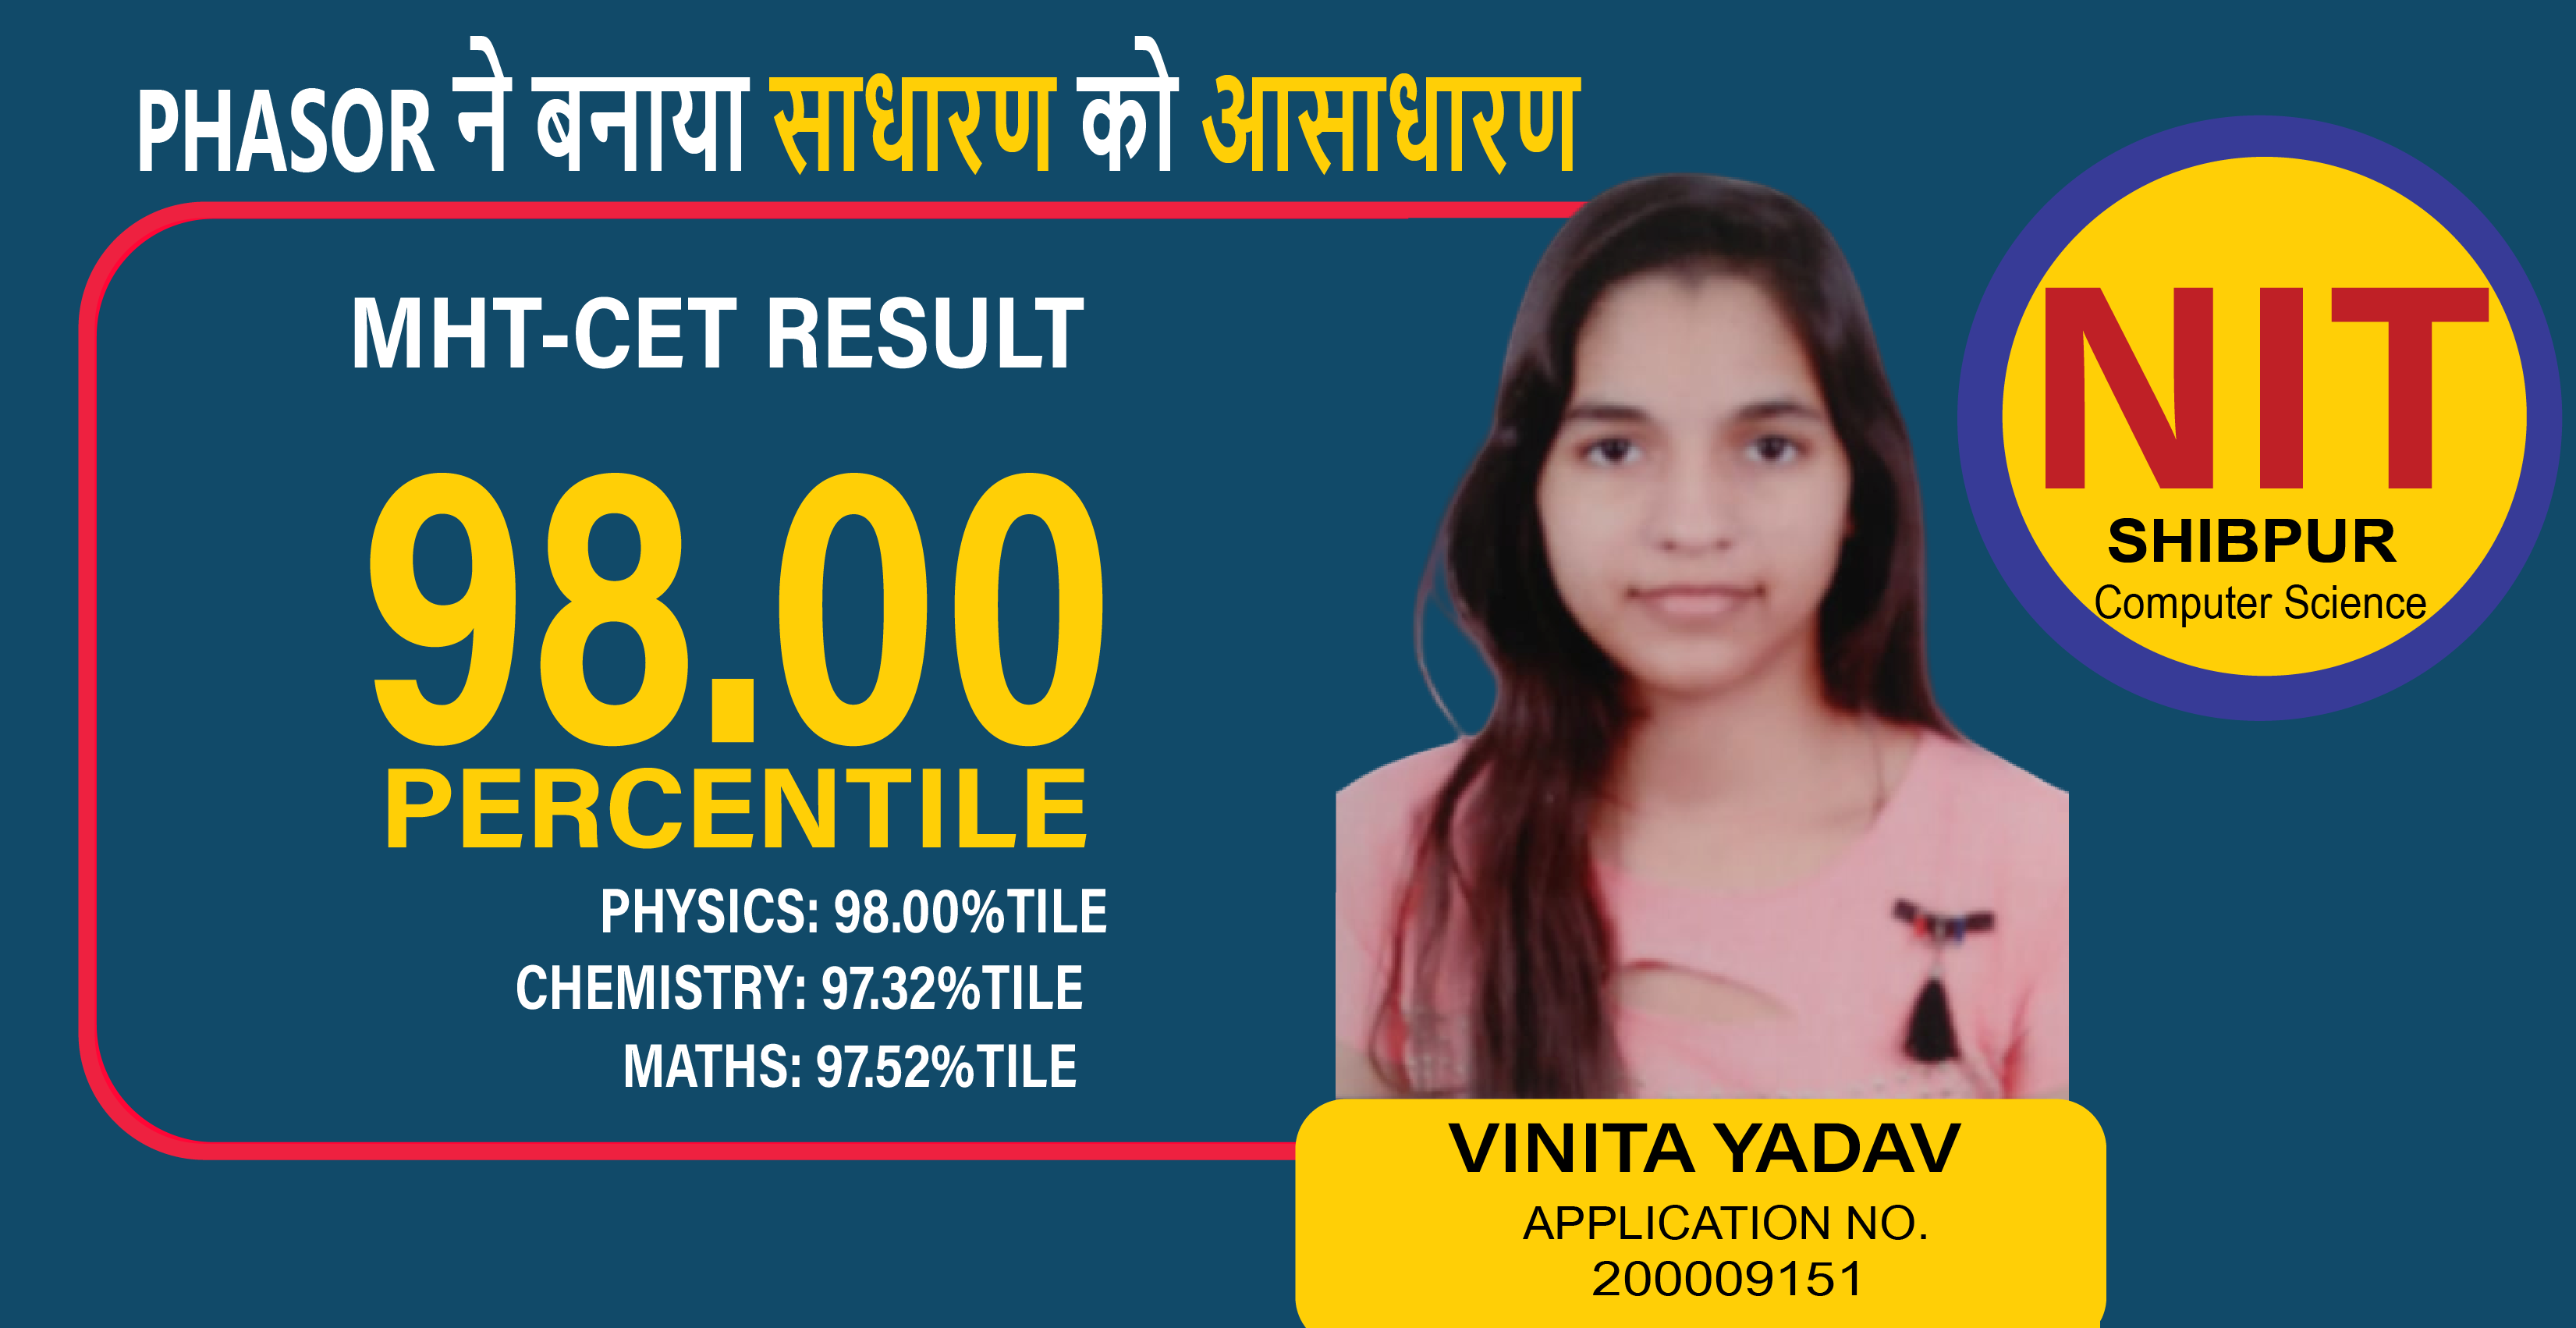 PHASOR ने बनाया साधारण को आसाधारण
MHT-CET RESULT
98.00
PERCENTILE
PHYSICS: 98.00%TILE
CHEMISTRY: 97.32%TILE
MATHS: 97.52%TILE
NIT
SHIBPUR
Computer Science
VINITA YADAV
APPLICATION NO.
200009151